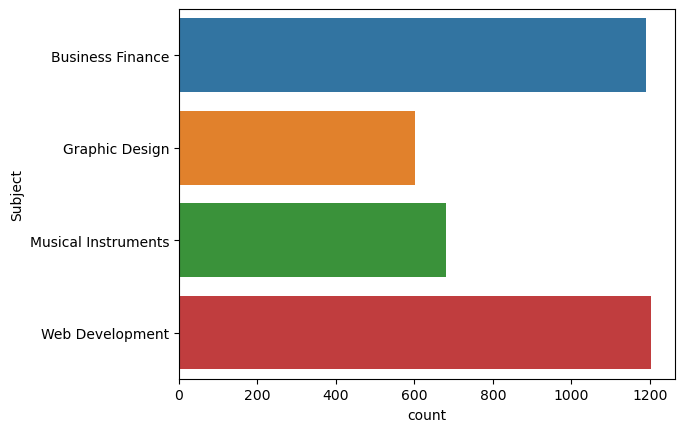 Subject
Business Finance
Graphic Design
Musical Instruments
Web Development
0 200 400 600 800 1000 1200
count